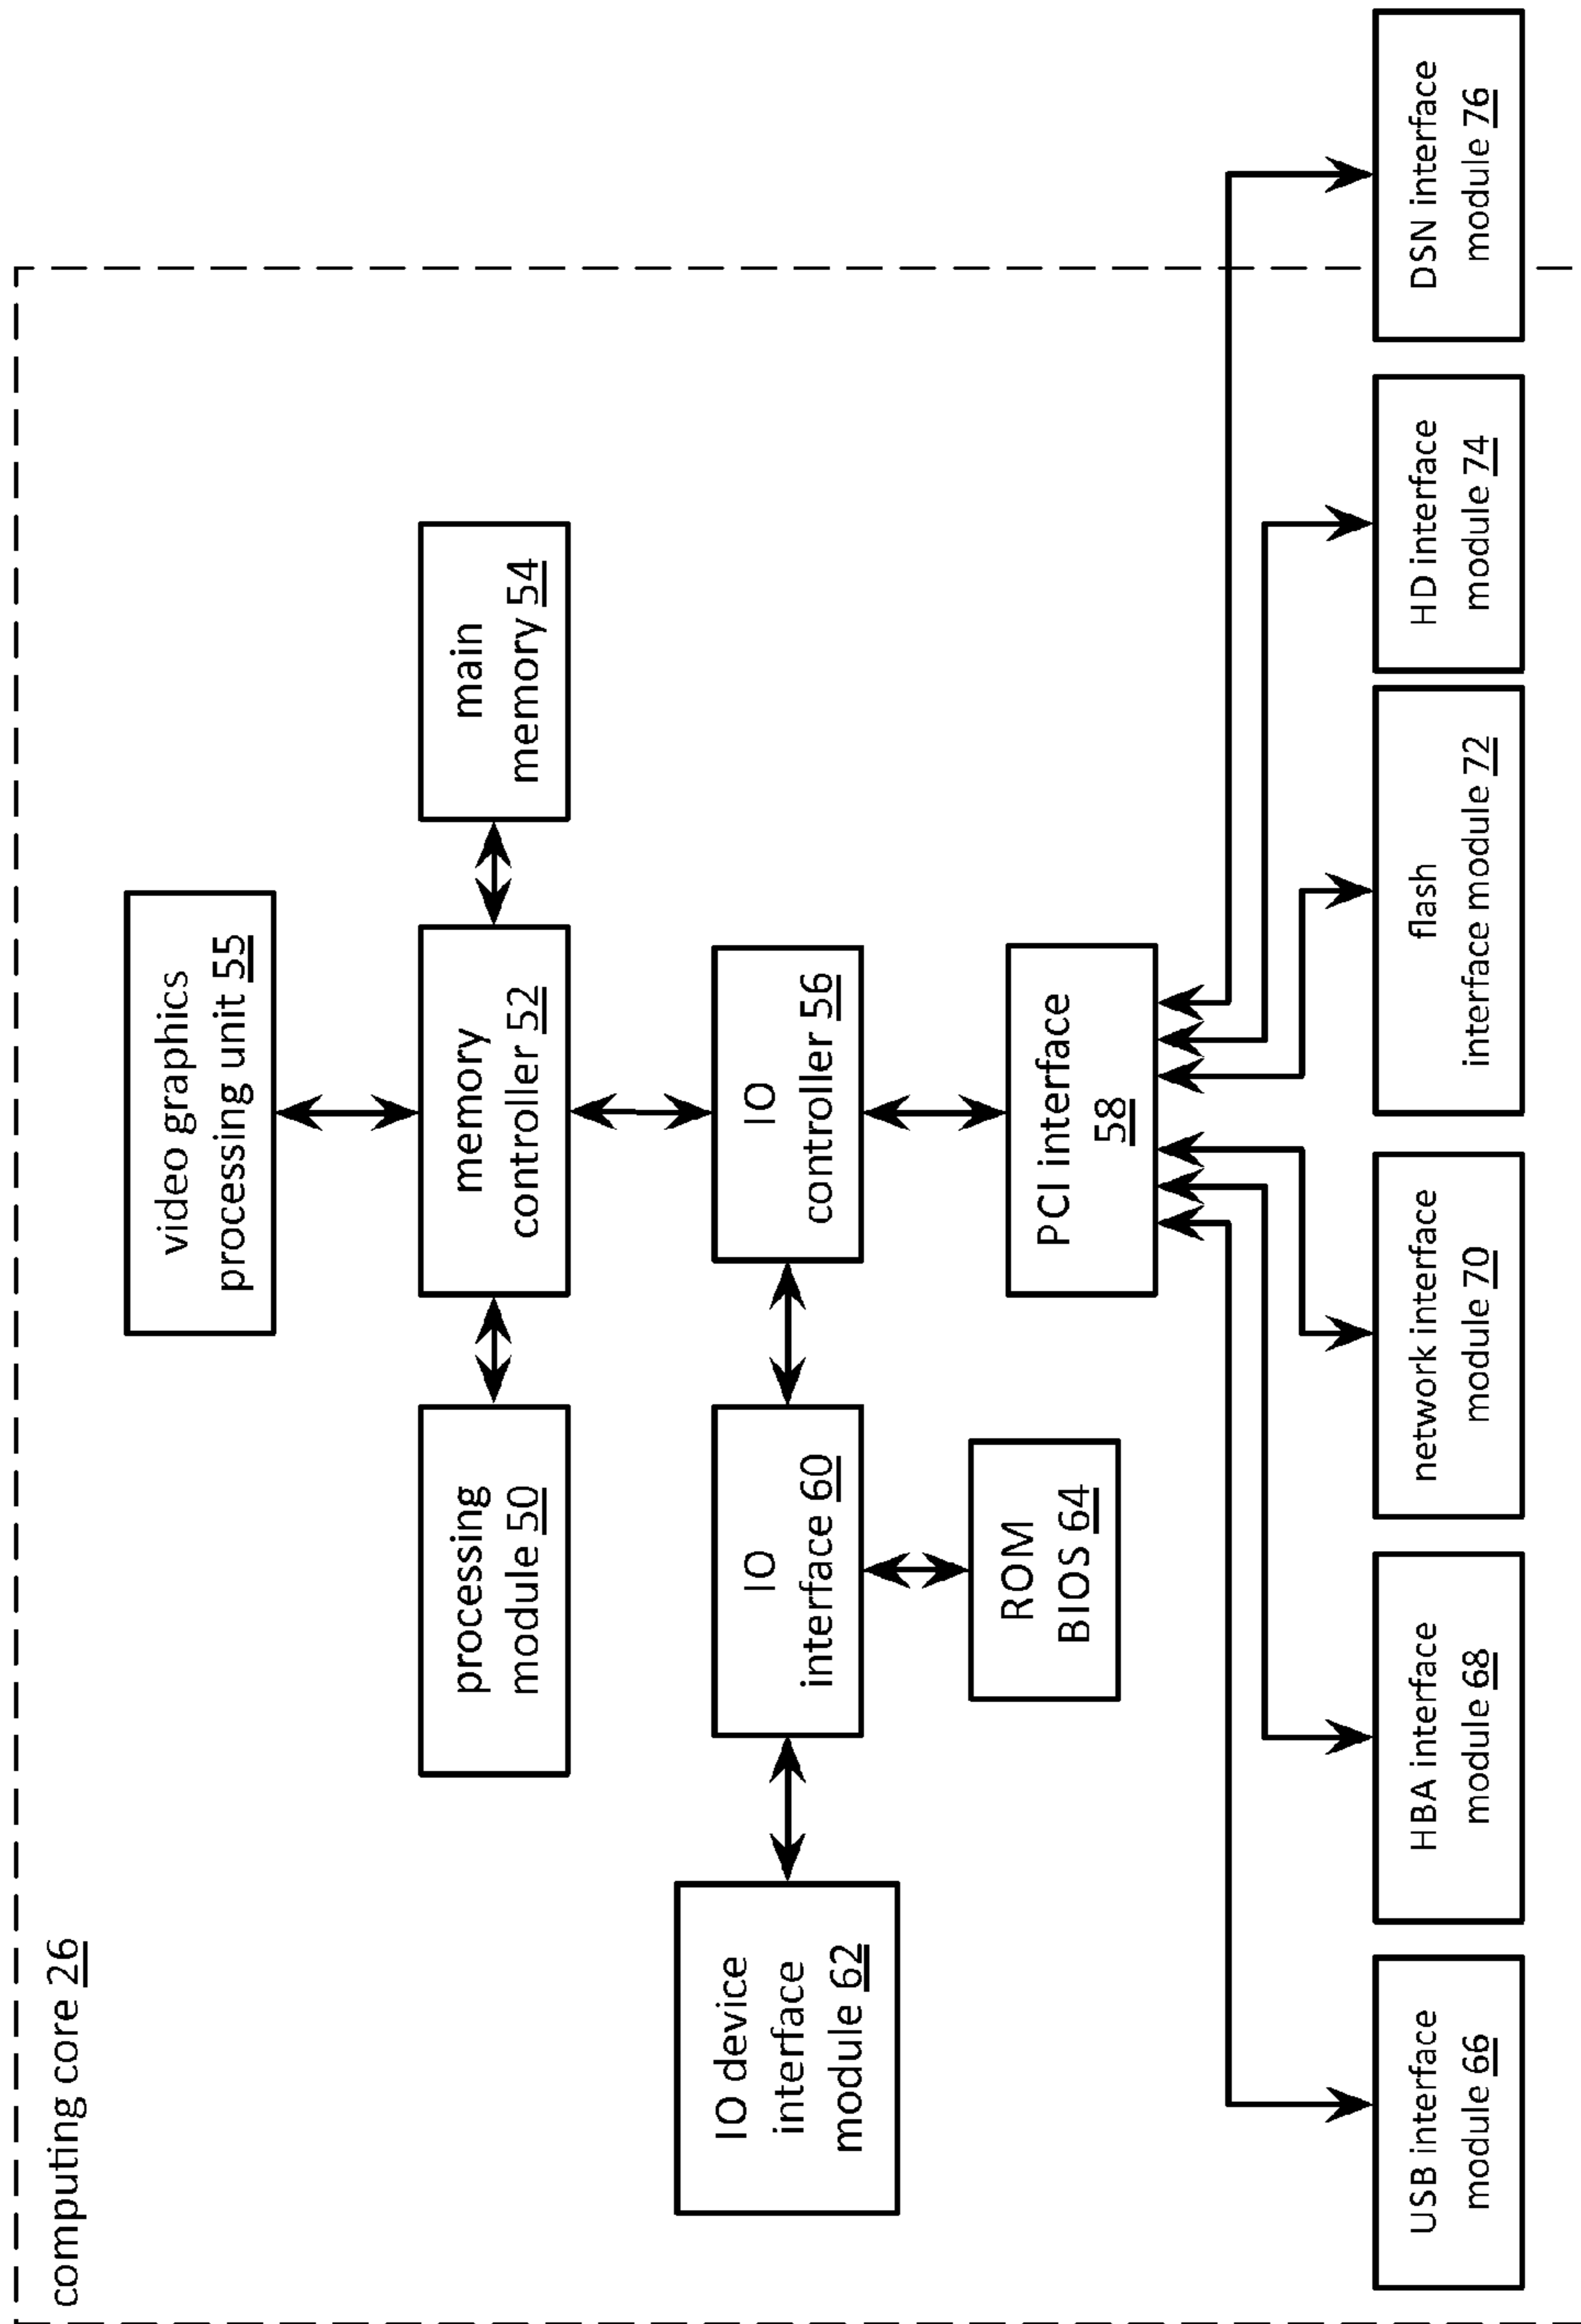 computing core 26
video graphics
processing unit 55
processing
module 50
memory
controller 52
main
memory 54
IO device
interface
module 62
IO
interface 60
IO
controller 56
ROM
BIOS 64
PCI interface
58
USB interface
module 66
HBA interface
module 68
network interface
module 70
flash
interface module 72
HD interface
module 74
DSN interface
module 76